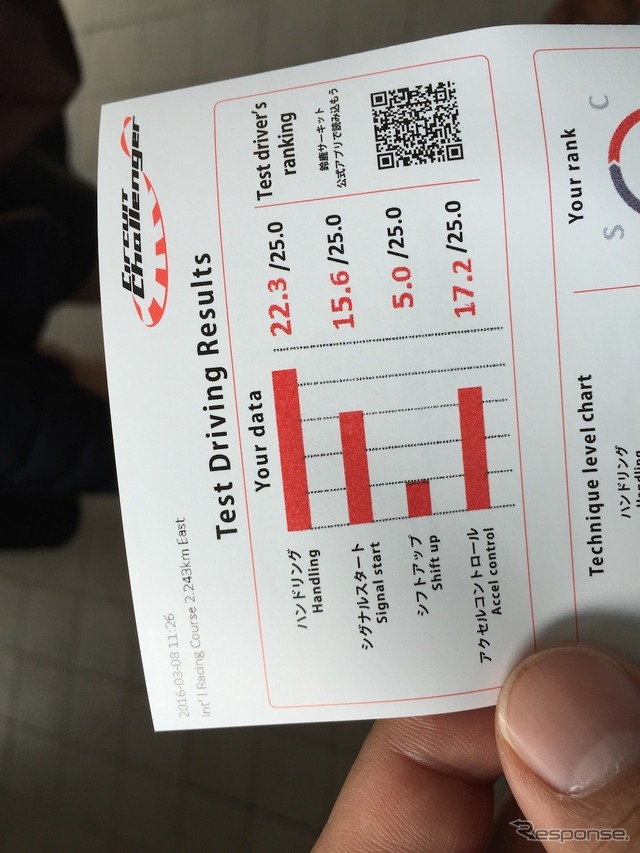 2016-03-08 11:26
Int'l Racing Course 2.243km East
CIRCUIT
Challenger
Test Driving Results
Your data
ハンドリング
Handling
22.3 /25.0
シグナルスタート
Signal start
15.6 /25.0
シフトアップ
Shift up
5.0 /25.0
アクセルコントロール
Accel control
17.2 /25.0
Test driver's
ranking
鈴鹿サーキット
公式アプリで読み込もう
Technique level chart
ハンドリング
Handling
Your rank
S
C
Response.